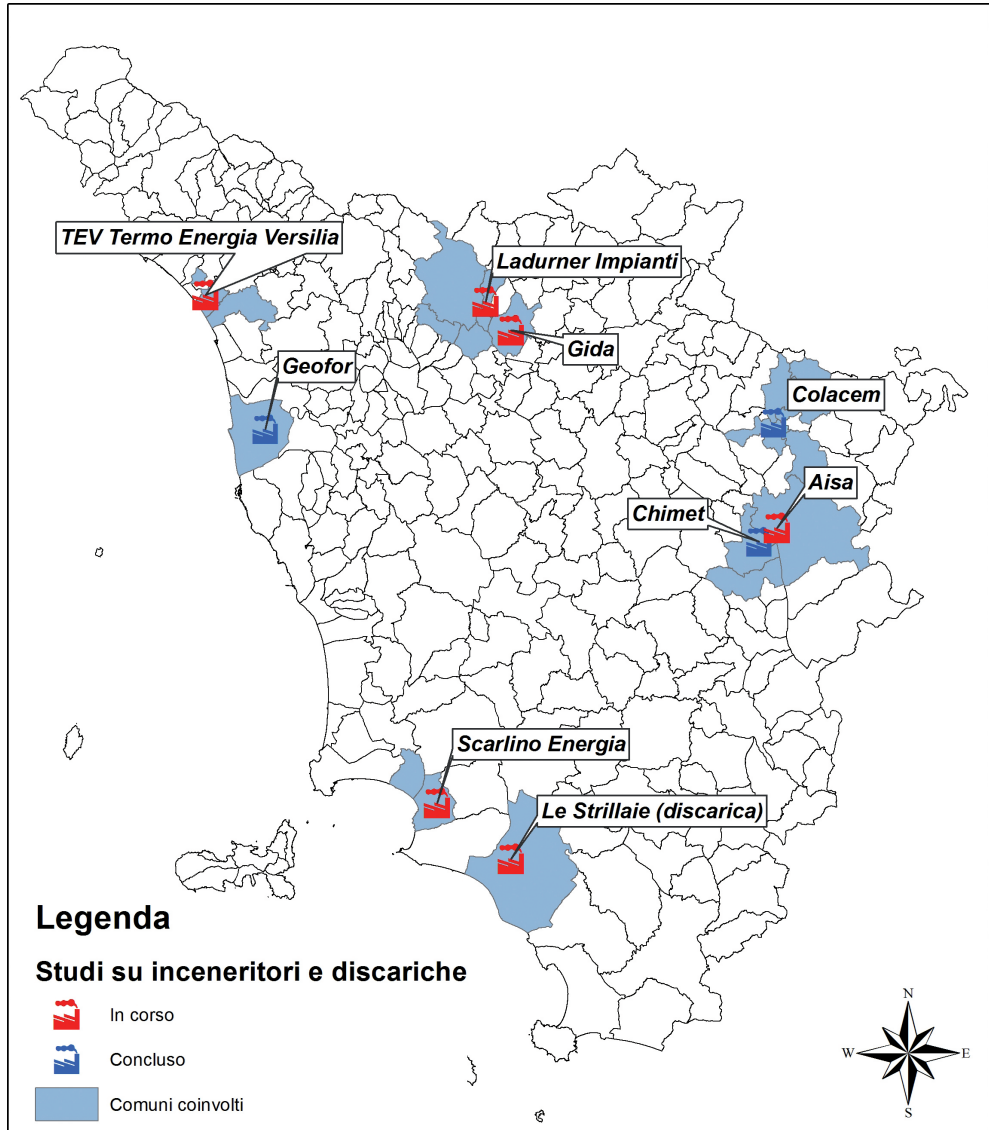 TEV Termo Energia Versilia
Ladurner Impianti
Gida
Geofor
Colacem
Aisa
Chimet
Scarlino Energia
Le Strillaie (discarica)
Legenda
Studi su inceneritori e discariche
In corso
Concluso
Comuni coinvolti
N
W
E
S